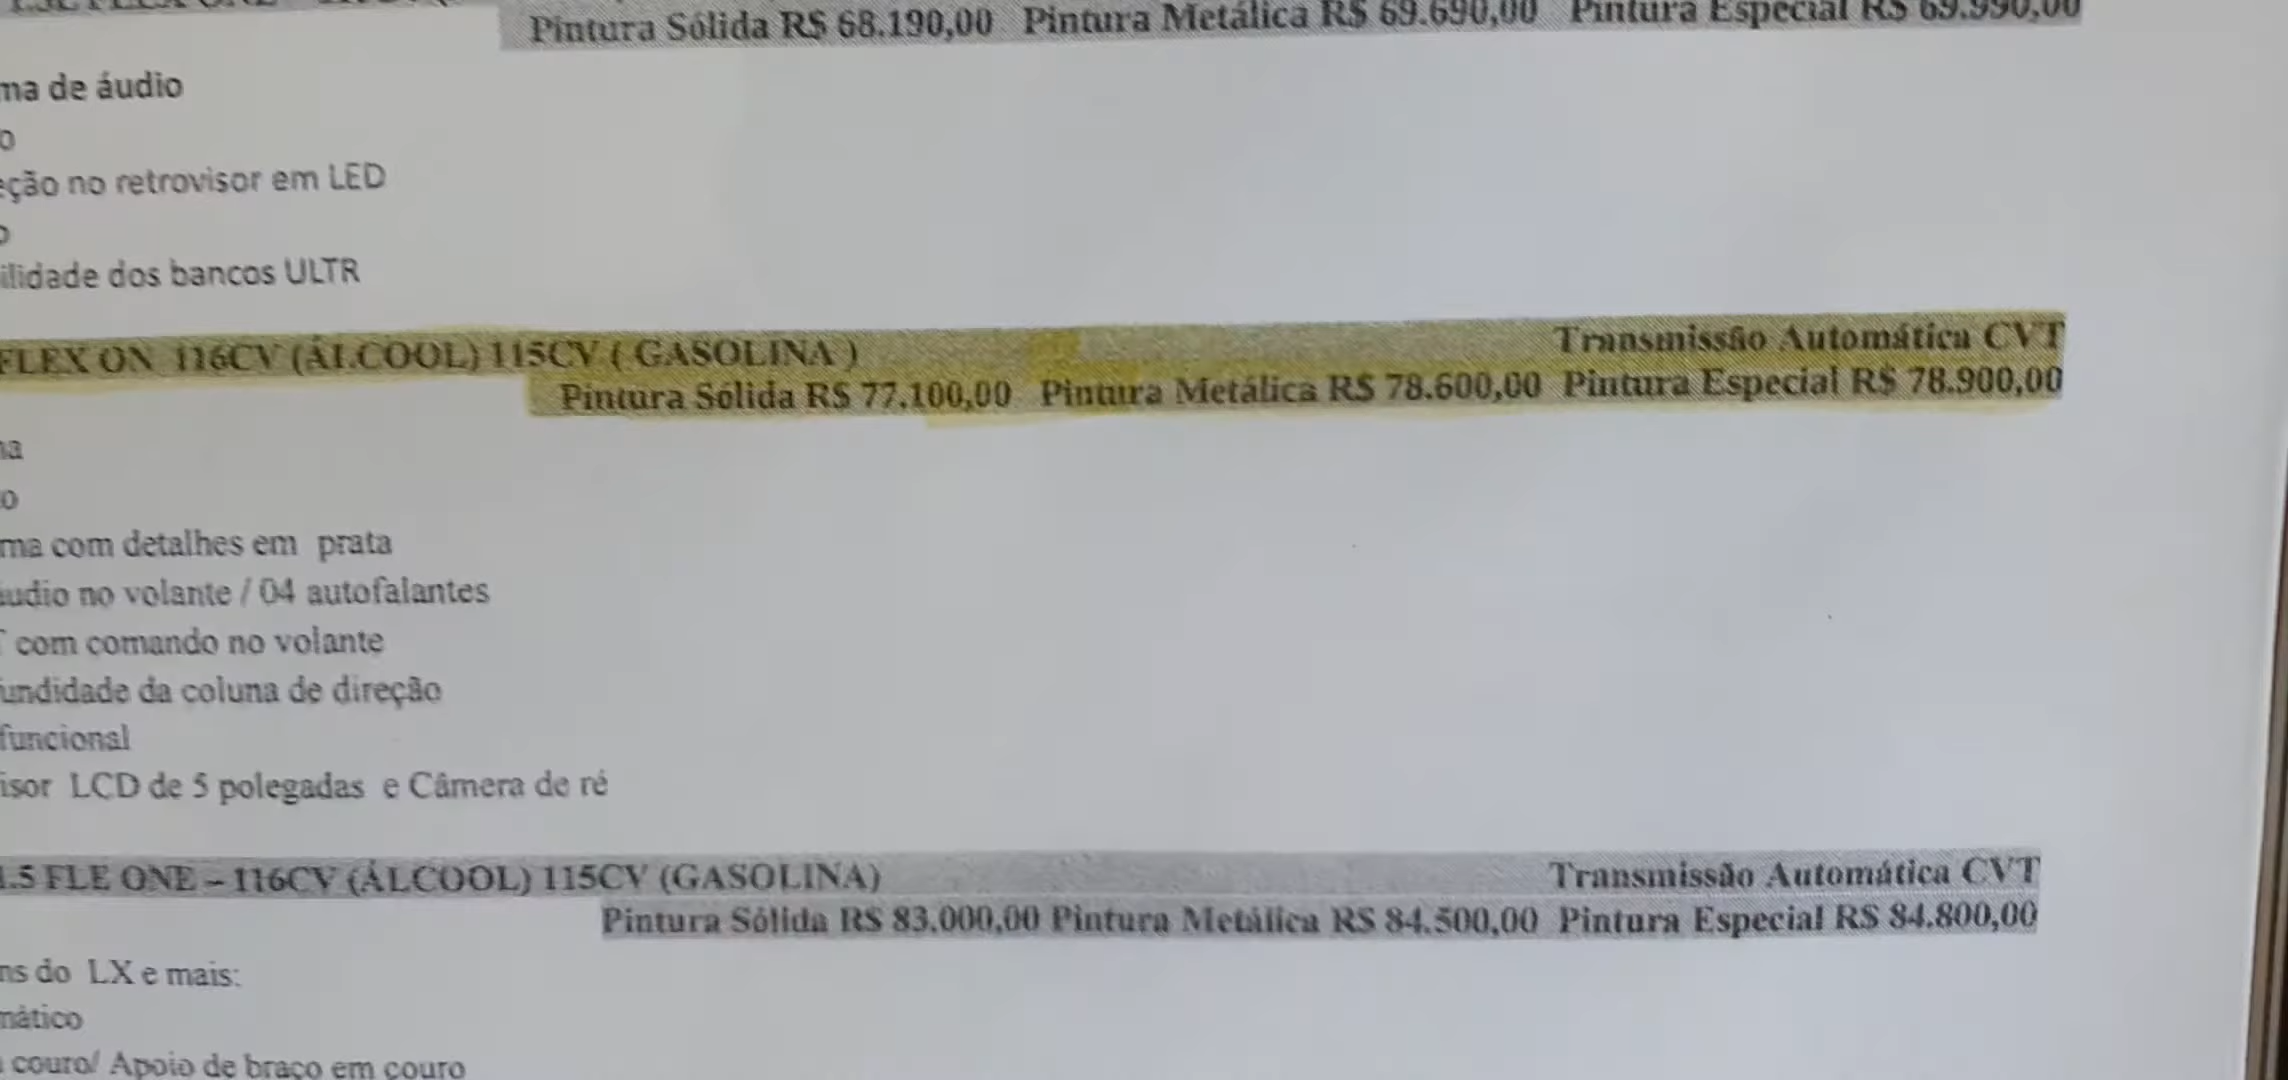 Pintura Sólida R$ 68.190,00 Pintura Metálica R$ 69.690,00 Pintura Especial R$ 69.990,00
ma de áudio
o
eção no retrovisor em LED
o
ilidade dos bancos ULTR
FLEX ON 116CV (ÁLCOOL) 115CV ( GASOLINA ) Transmissão Automática CVT
Pintura Sólida R$ 77.100,00 Pintura Metálica R$ 78.600,00 Pintura Especial R$ 78.900,00
na
o
ma com detalhes em prata
áudio no volante / 04 autofalantes
T com comando no volante
undidade da coluna de direção
funcional
isor LCD de 5 polegadas e Câmera de ré
1.5 FLE ONE – 116CV (ÁLCOOL) 115CV (GASOLINA) Transmissão Automática CVT
Pintura Sólida R$ 83.000,00 Pintura Metálica R$ 84.500,00 Pintura Especial R$ 84.800,00
ns do LX e mais:
mático
couro/ Apoio de braço em couro